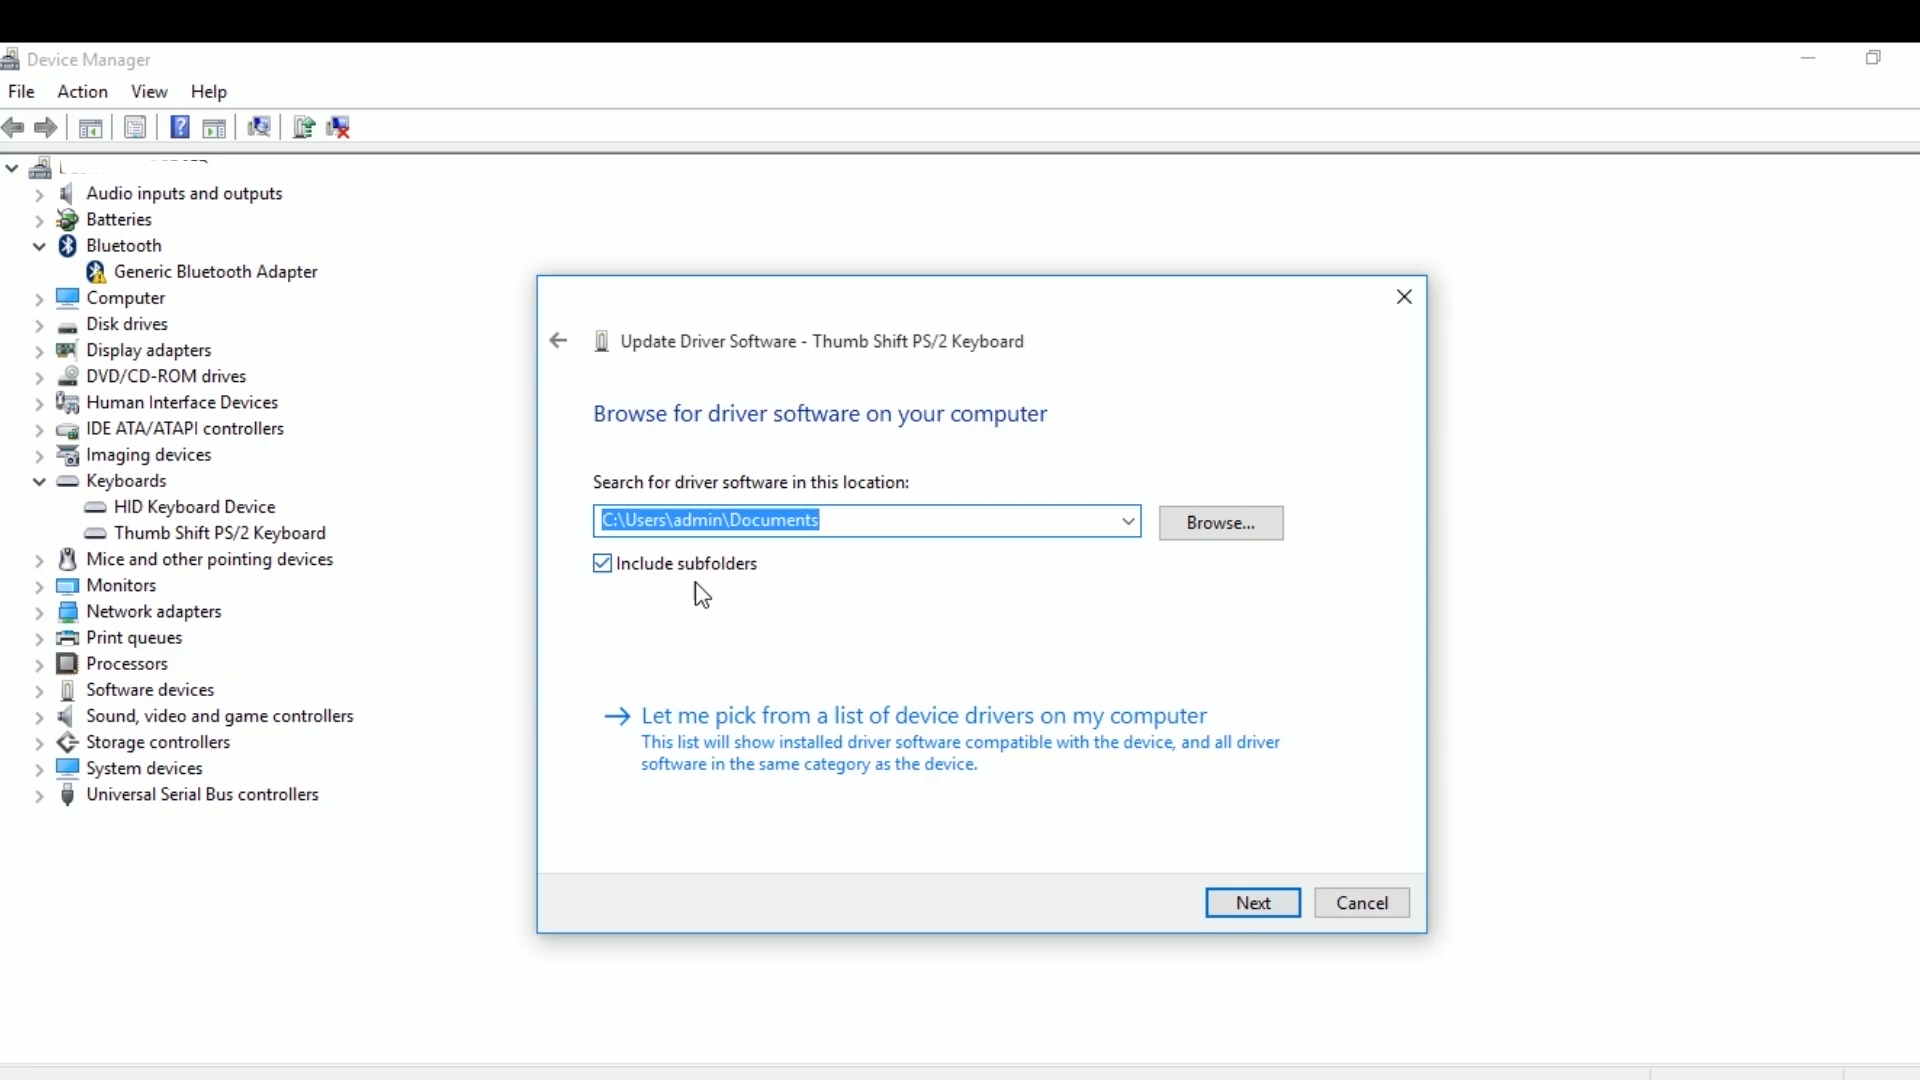 Device Manager
File Action View Help
Audio inputs and outputs
Batteries
Bluetooth
Generic Bluetooth Adapter
Computer
Disk drives
Display adapters
DVD/CD-ROM drives
Human Interface Devices
IDE ATA/ATAPI controllers
Imaging devices
Keyboards
HID Keyboard Device
Thumb Shift PS/2 Keyboard
Mice and other pointing devices
Monitors
Network adapters
Print queues
Processors
Software devices
Sound, video and game controllers
Storage controllers
System devices
Universal Serial Bus controllers
Update Driver Software - Thumb Shift PS/2 Keyboard
Browse for driver software on your computer
Search for driver software in this location:
C:\Users\admin\Documents
Browse...
Include subfolders
Let me pick from a list of device drivers on my computer
This list will show installed driver software compatible with the device, and all driver
software in the same category as the device.
Next Cancel